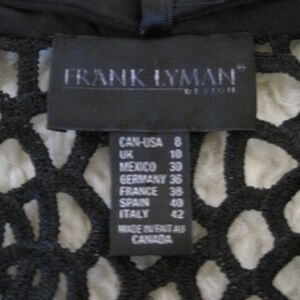 FRANK LYMAN®
DESIGN
CAN-USA 8
UK 10
MEXICO 30
GERMANY 36
FRANCE 38
SPAIN 40
ITALY 42
MADE IN/FAIT AU
CANADA